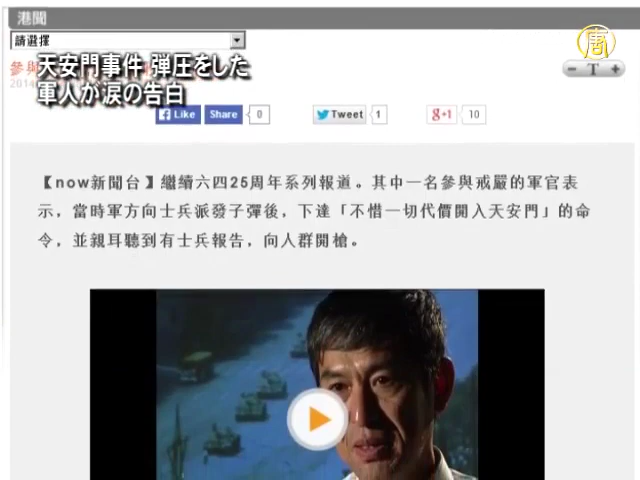 港聞
請選擇
唐
參與
天安門事件 弾圧をした
軍人が涙の告白
2014
T
Like Share 0 Tweet 1 g+1 10
【now新聞台】繼續六四25周年系列報道。其中一名參與戒嚴的軍官表
示，當時軍方向士兵派發子彈後，下達「不惜一切代價開入天安門」的命
令，並親耳聽到有士兵報告，向人群開槍。